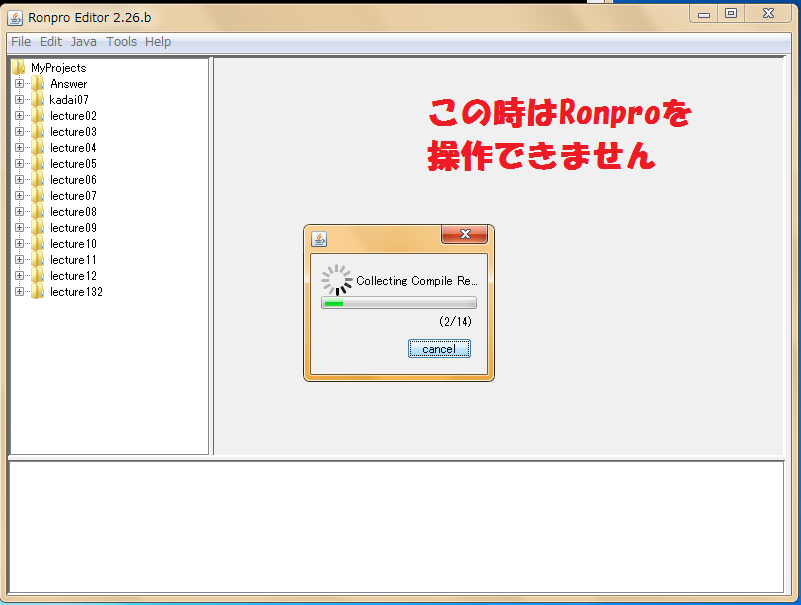 Ronpro Editor 2.26.b
File Edit Java Tools Help
MyProjects
Answer
kadai07
lecture02
lecture03
lecture04
lecture05
lecture06
lecture07
lecture08
lecture09
lecture10
lecture11
lecture12
lecture132
この時はRonproを
操作できません
Collecting Compile Re...
(2/14)
cancel